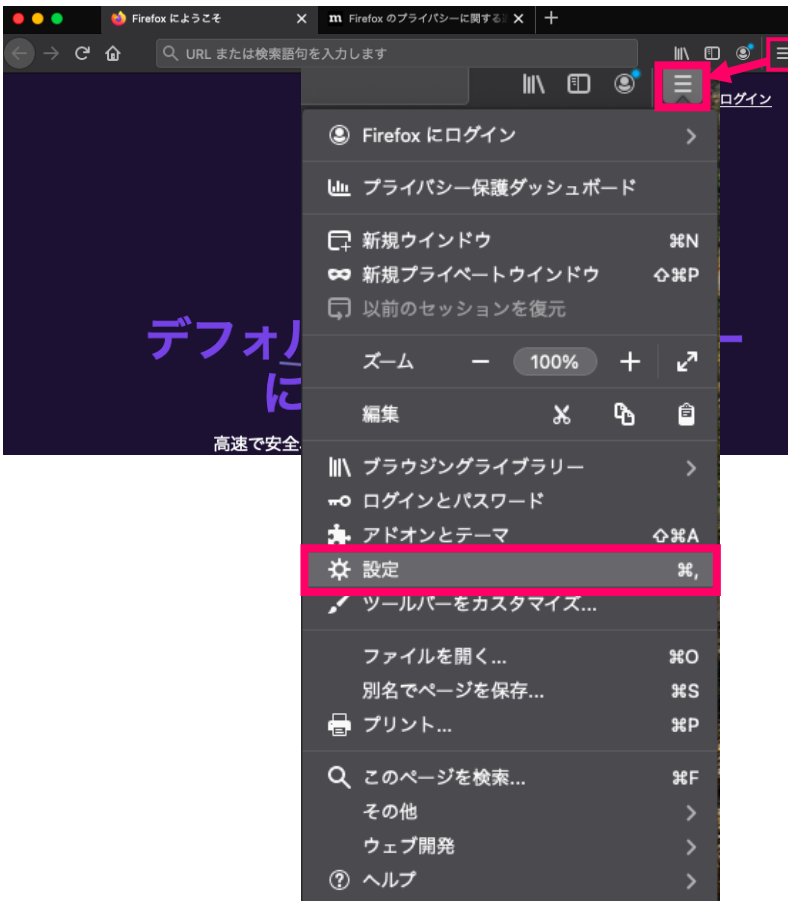 Firefox にようこそ
Firefox のプライバシーに関する
URL または検索語句を入力します
ログイン
Firefox にログイン
プライバシー保護ダッシュボード
新規ウインドウ ⌘N
新規プライベートウインドウ ⇧⌘P
以前のセッションを復元
ズーム − 100% +
編集
デフォル
ー
に
高速で安全
ブラウジングライブラリー
ログインとパスワード
アドオンとテーマ ⇧⌘A
設定 ⌘,
ツールバーをカスタマイズ...
ファイルを開く... ⌘O
別名でページを保存... ⌘S
プリント... ⌘P
このページを検索... ⌘F
その他
ウェブ開発
ヘルプ